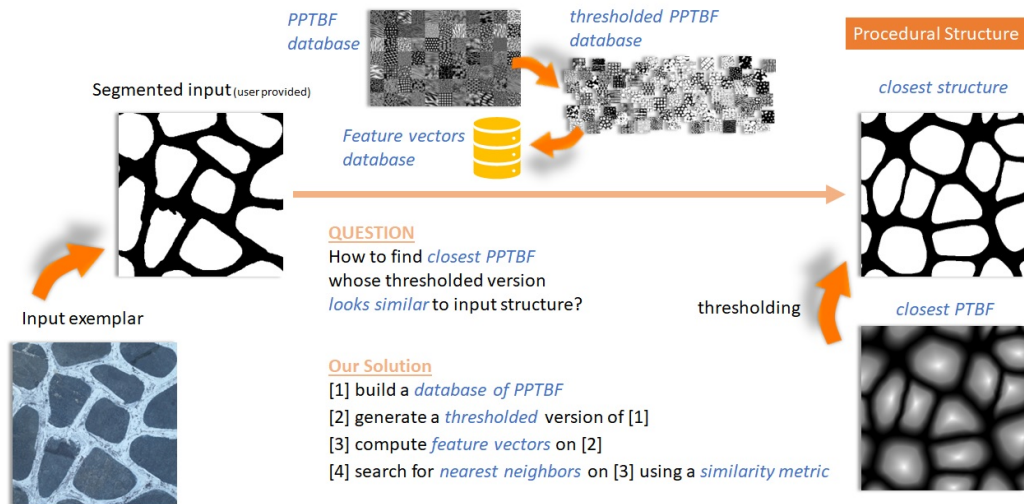 PPTBF
database
thresholded PPTBF
database
Procedural Structure
Segmented input (user provided)
closest structure
Feature vectors
database
QUESTION
How to find closest PPTBF
whose thresholded version
looks similar to input structure?
thresholding
closest PTBF
Input exemplar
Our Solution
[1] build a database of PPTBF
[2] generate a thresholded version of [1]
[3] compute feature vectors on [2]
[4] search for nearest neighbors on [3] using a similarity metric